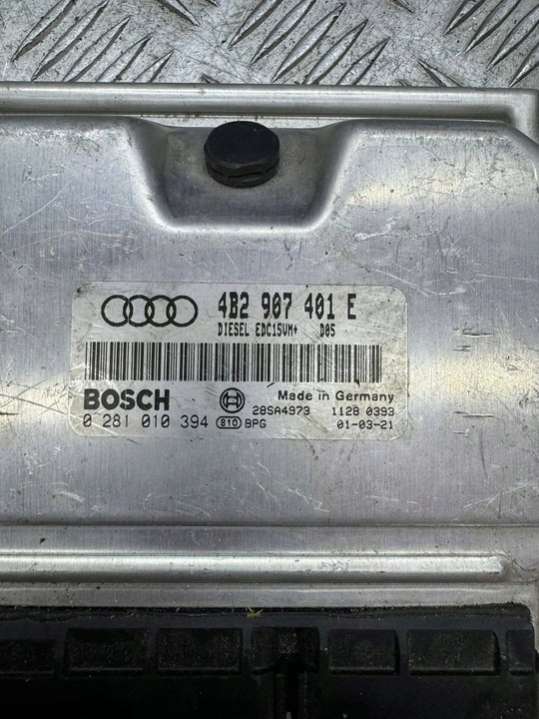 4B2 907 401 E
DIESEL EDC15VM+ D05
BOSCH Made in Germany
28SA4973 1128 0393
0 281 010 394 810 BPG 01-03-21